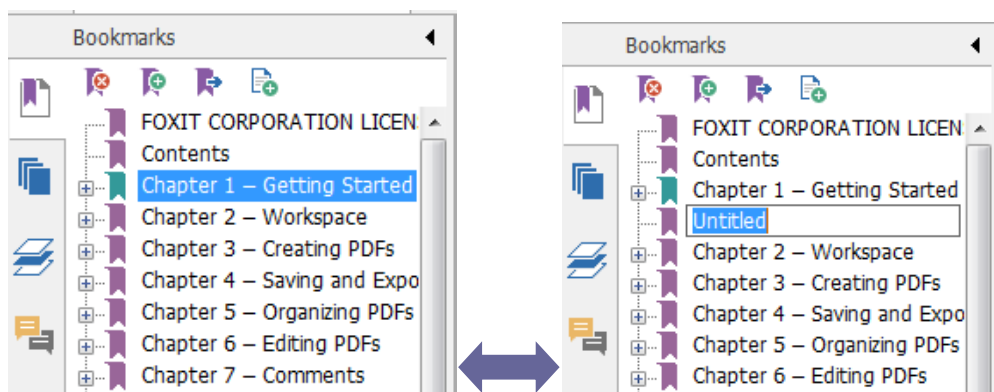 Bookmarks
FOXIT CORPORATION LICEN
Contents
Chapter 1 – Getting Started
Chapter 2 – Workspace
Chapter 3 – Creating PDFs
Chapter 4 – Saving and Expo
Chapter 5 – Organizing PDFs
Chapter 6 – Editing PDFs
Chapter 7 – Comments
Bookmarks
FOXIT CORPORATION LICEN
Contents
Chapter 1 – Getting Started
Untitled
Chapter 2 – Workspace
Chapter 3 – Creating PDFs
Chapter 4 – Saving and Expo
Chapter 5 – Organizing PDFs
Chapter 6 – Editing PDFs